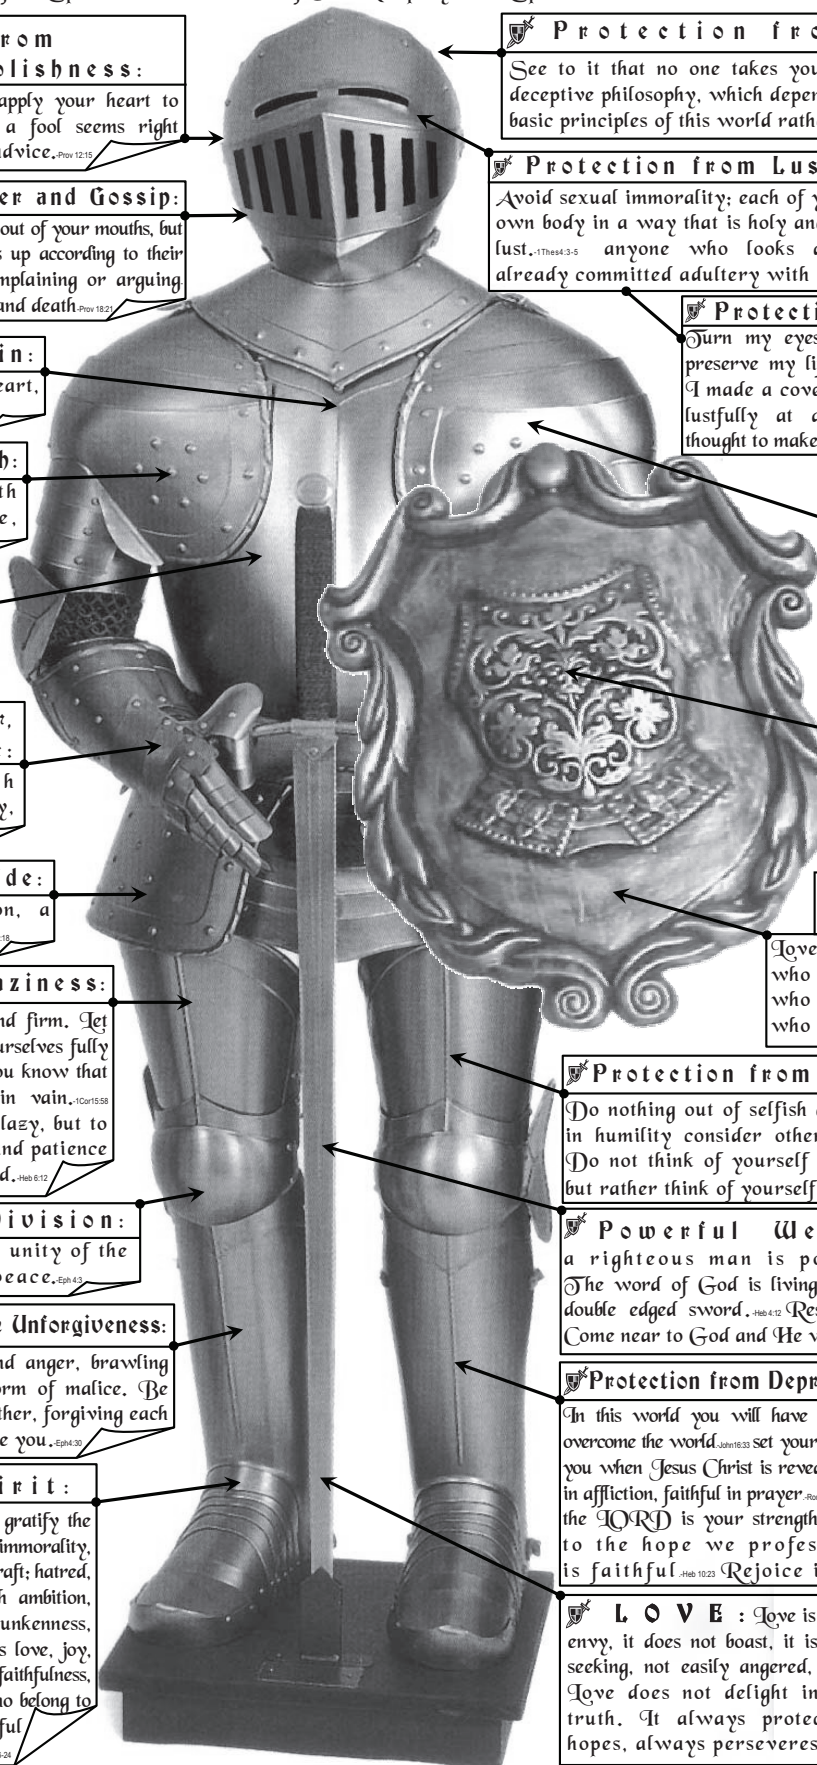 rom
olishness:
apply your heart to
a fool seems right
advice.-Prov 12:15
er and Gossip:
out of your mouths, but
s up according to their
mplaining or arguing
and death-Prov 18:21
in:
eart,
h:
th
e,
r,
:
h
y,
de:
on, a
:18
aziness:
nd firm. Let
urselves fully
ou know that
in vain.-1Cor15:58
lazy, but to
nd patience
d.-Heb 6:12
ivision:
unity of the
peace.-Eph 4:3
Unforgiveness:
nd anger, brawling
orm of malice. Be
ther, forgiving each
e you.-Eph4:30
irit:
gratify the
immorality,
raft; hatred,
h ambition,
unkenness,
s love, joy,
faithfulness,
ho belong to
ful
-24
Protection fro
See to it that no one takes you
deceptive philosophy, which depen
basic principles of this world rath
Protection from Lus
Avoid sexual immorality; each of y
own body in a way that is holy an
lust.-1Thes4:3-5 anyone who looks a
already committed adultery with
Protecti
Turn my eyes
preserve my li
I made a cove
lustfully at a
thought to make
Love
who
who
who
Protection from
Do nothing out of selfish
in humility consider other
Do not think of yourself
but rather think of yourself
Powerful We
a righteous man is po
The word of God is living
double edged sword.-Heb 4:12 Res
Come near to God and He v
Protection from Depr
In this world you will have
overcome the world.-John16:33 set your
you when Jesus Christ is revea
in affliction, faithful in prayer.-Ro
the LORD is your strength
to the hope we profes
is faithful.-Heb 10:23 Rejoice i
LOVE: Love is
envy, it does not boast, it is
seeking, not easily angered,
Love does not delight in
truth. It always protec
hopes, always perseveres